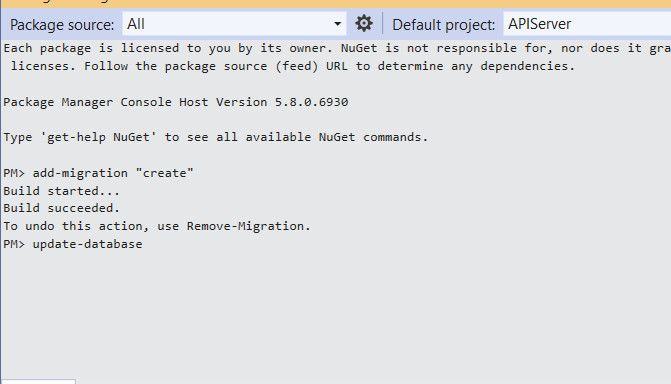 Package source: All Default project: APIServer
Each package is licensed to you by its owner. NuGet is not responsible for, nor does it gra
licenses. Follow the package source (feed) URL to determine any dependencies.
Package Manager Console Host Version 5.8.0.6930
Type 'get-help NuGet' to see all available NuGet commands.
PM> add-migration "create"
Build started...
Build succeeded.
To undo this action, use Remove-Migration.
PM> update-database